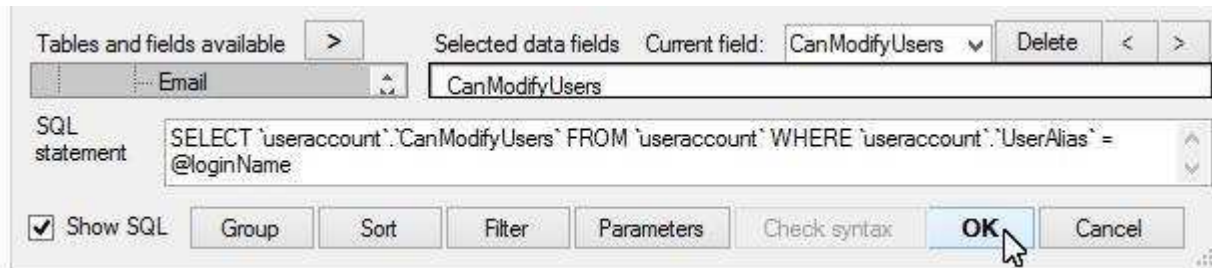 Tables and fields available > Selected data fields Current field: CanModifyUsers Delete < >
Email CanModifyUsers
SQL statement
SELECT `useraccount`.`CanModifyUsers` FROM `useraccount` WHERE `useraccount`.`UserAlias` =
@loginName
Show SQL Group Sort Filter Parameters Check syntax OK Cancel